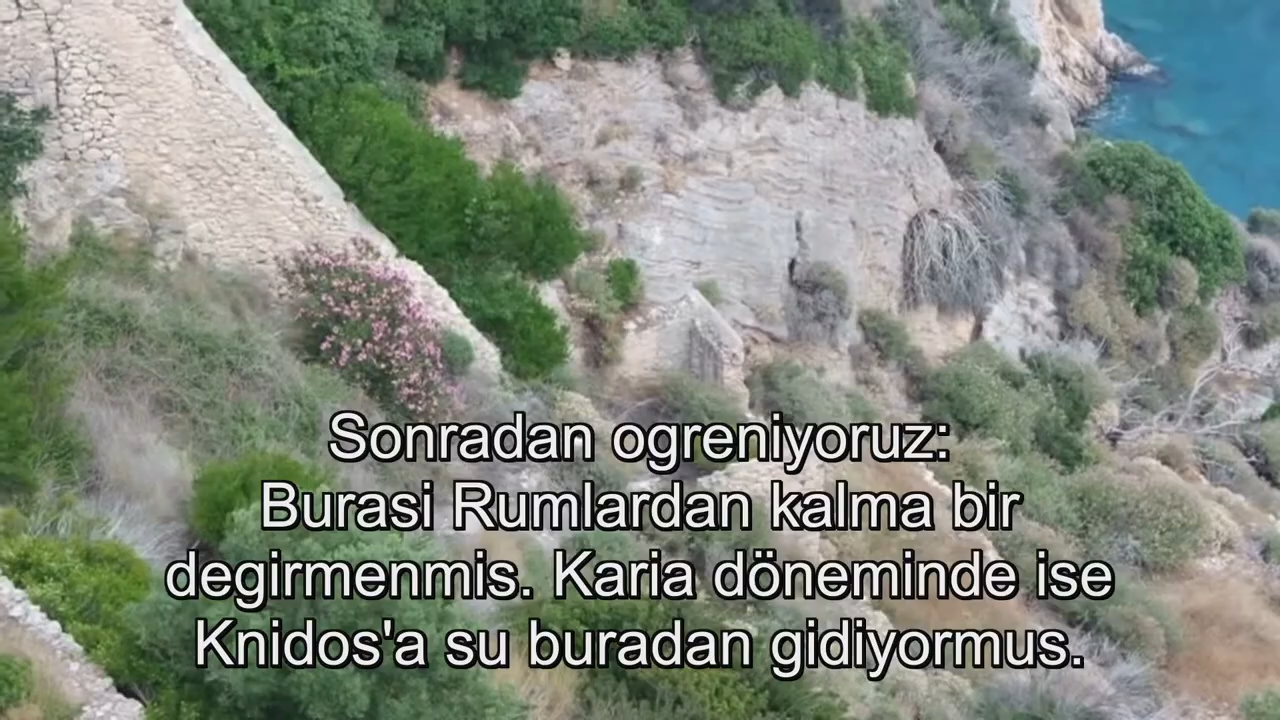 Sonradan ogreniyoruz:
Burasi Rumlardan kalma bir
degirmenmis. Karia döneminde ise
Knidos'a su buradan gidiyormus.